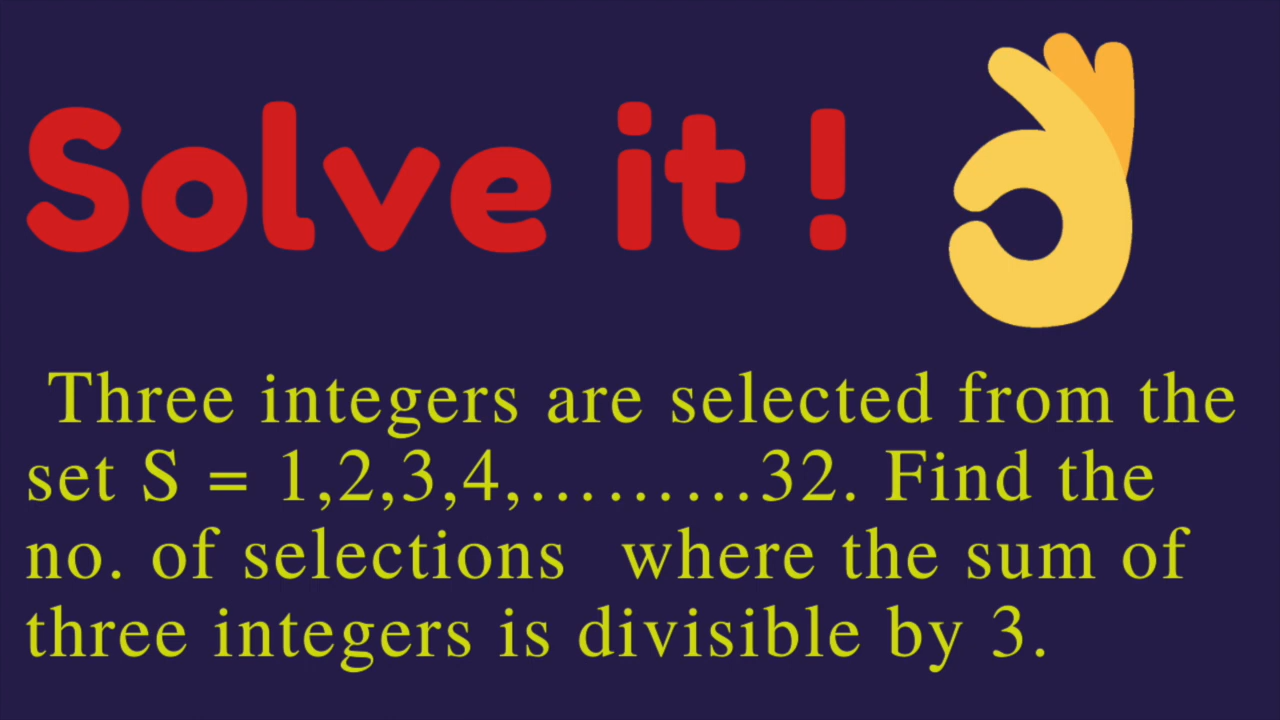 Solve it !
Three integers are selected from the
set S = 1,2,3,4,.........32. Find the
no. of selections where the sum of
three integers is divisible by 3.